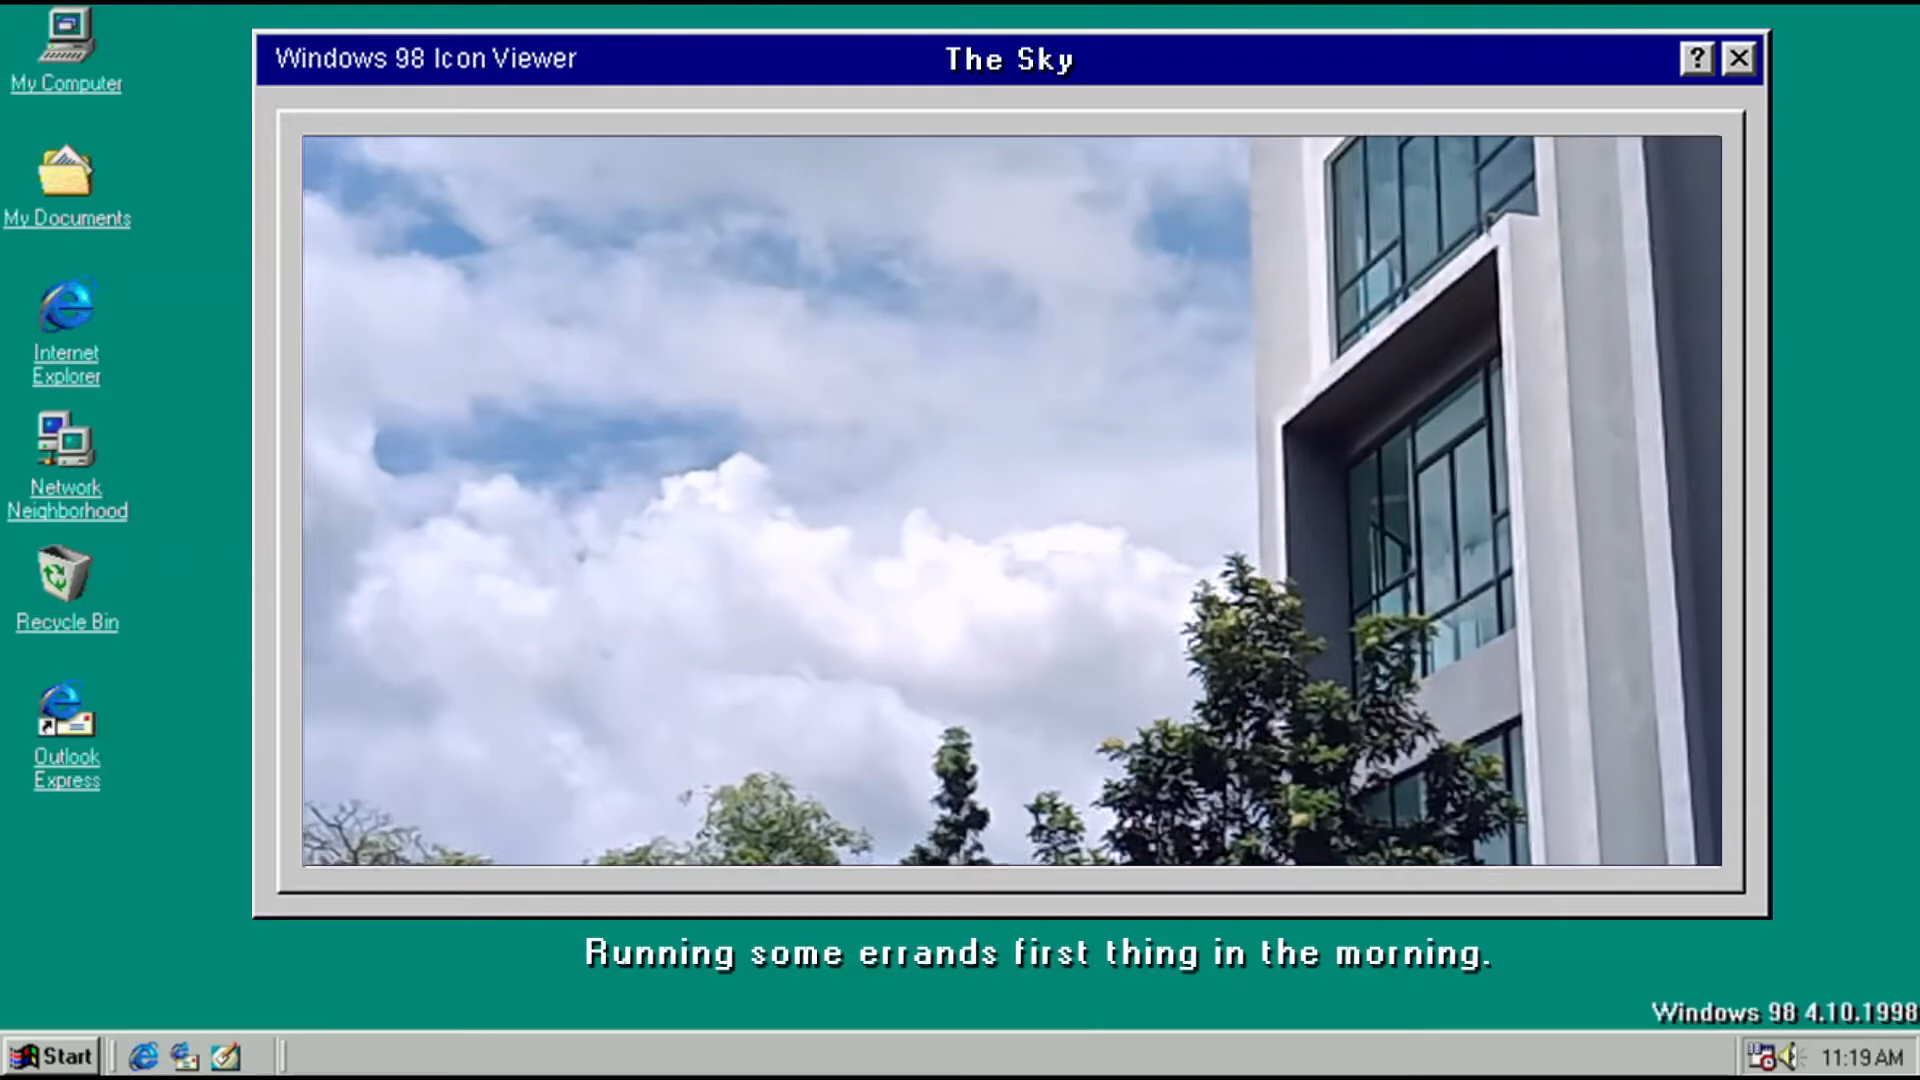 My Computer
My Documents
Internet
Explorer
Network
Neighborhood
Recycle Bin
Outlook
Express
Windows 98 Icon Viewer
The Sky
?
Running some errands first thing in the morning.
Windows 98 4.10.1998
Start
11:19 AM